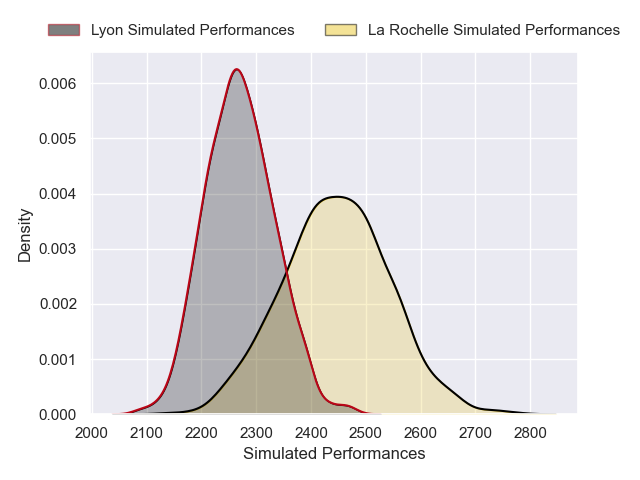 Lyon Simulated Performances
La Rochelle Simulated Performances
0.006
0.005
0.004
0.003
0.002
0.001
0.000
Density
2000 2100 2200 2300 2400 2500 2600 2700 2800
Simulated Performances